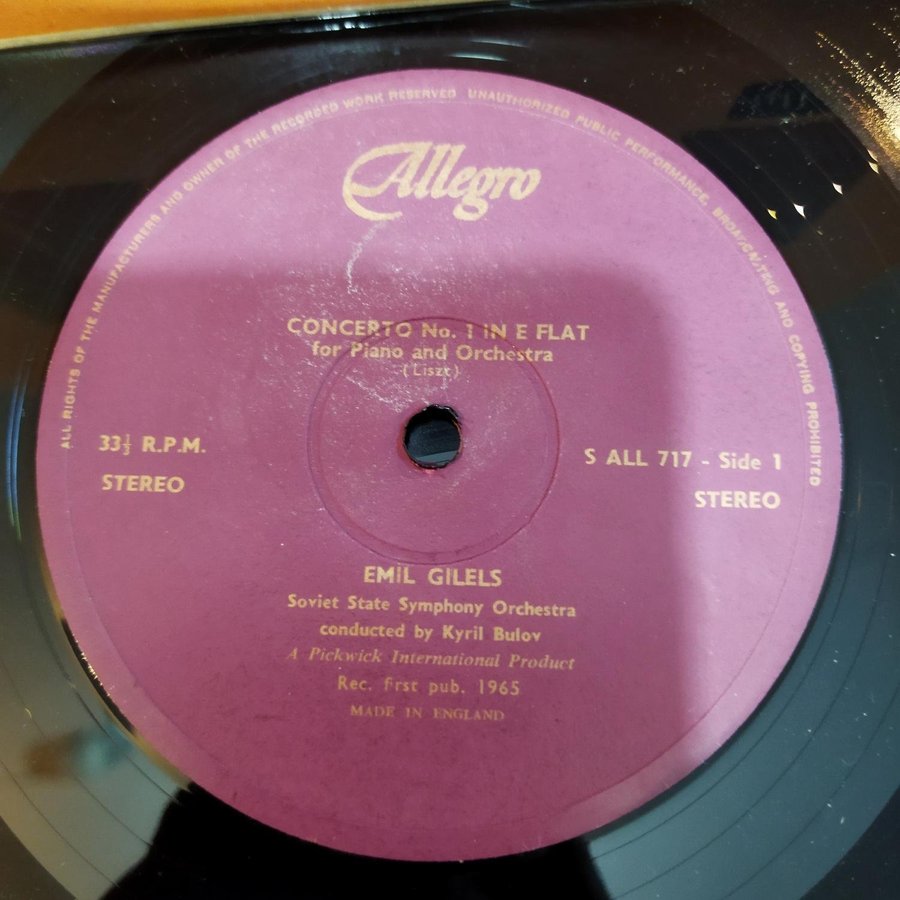 ALL RIGHTS OF THE MANUFACTURERS AND OWNER OF THE RECORDED WORK RESERVED UNAUTHORIZED PUBLIC PERFORMANCE, BROADCASTING AND COPYING PROHIBITED
Allegro
CONCERTO No. 1 IN E FLAT
for Piano and Orchestra
(Liszt)
33⅓ R.P.M.
STEREO
S ALL 717 - Side 1
STEREO
EMIL GILELS
Soviet State Symphony Orchestra
conducted by Kyril Bulov
A Pickwick International Product
Rec. first pub. 1965
MADE IN ENGLAND